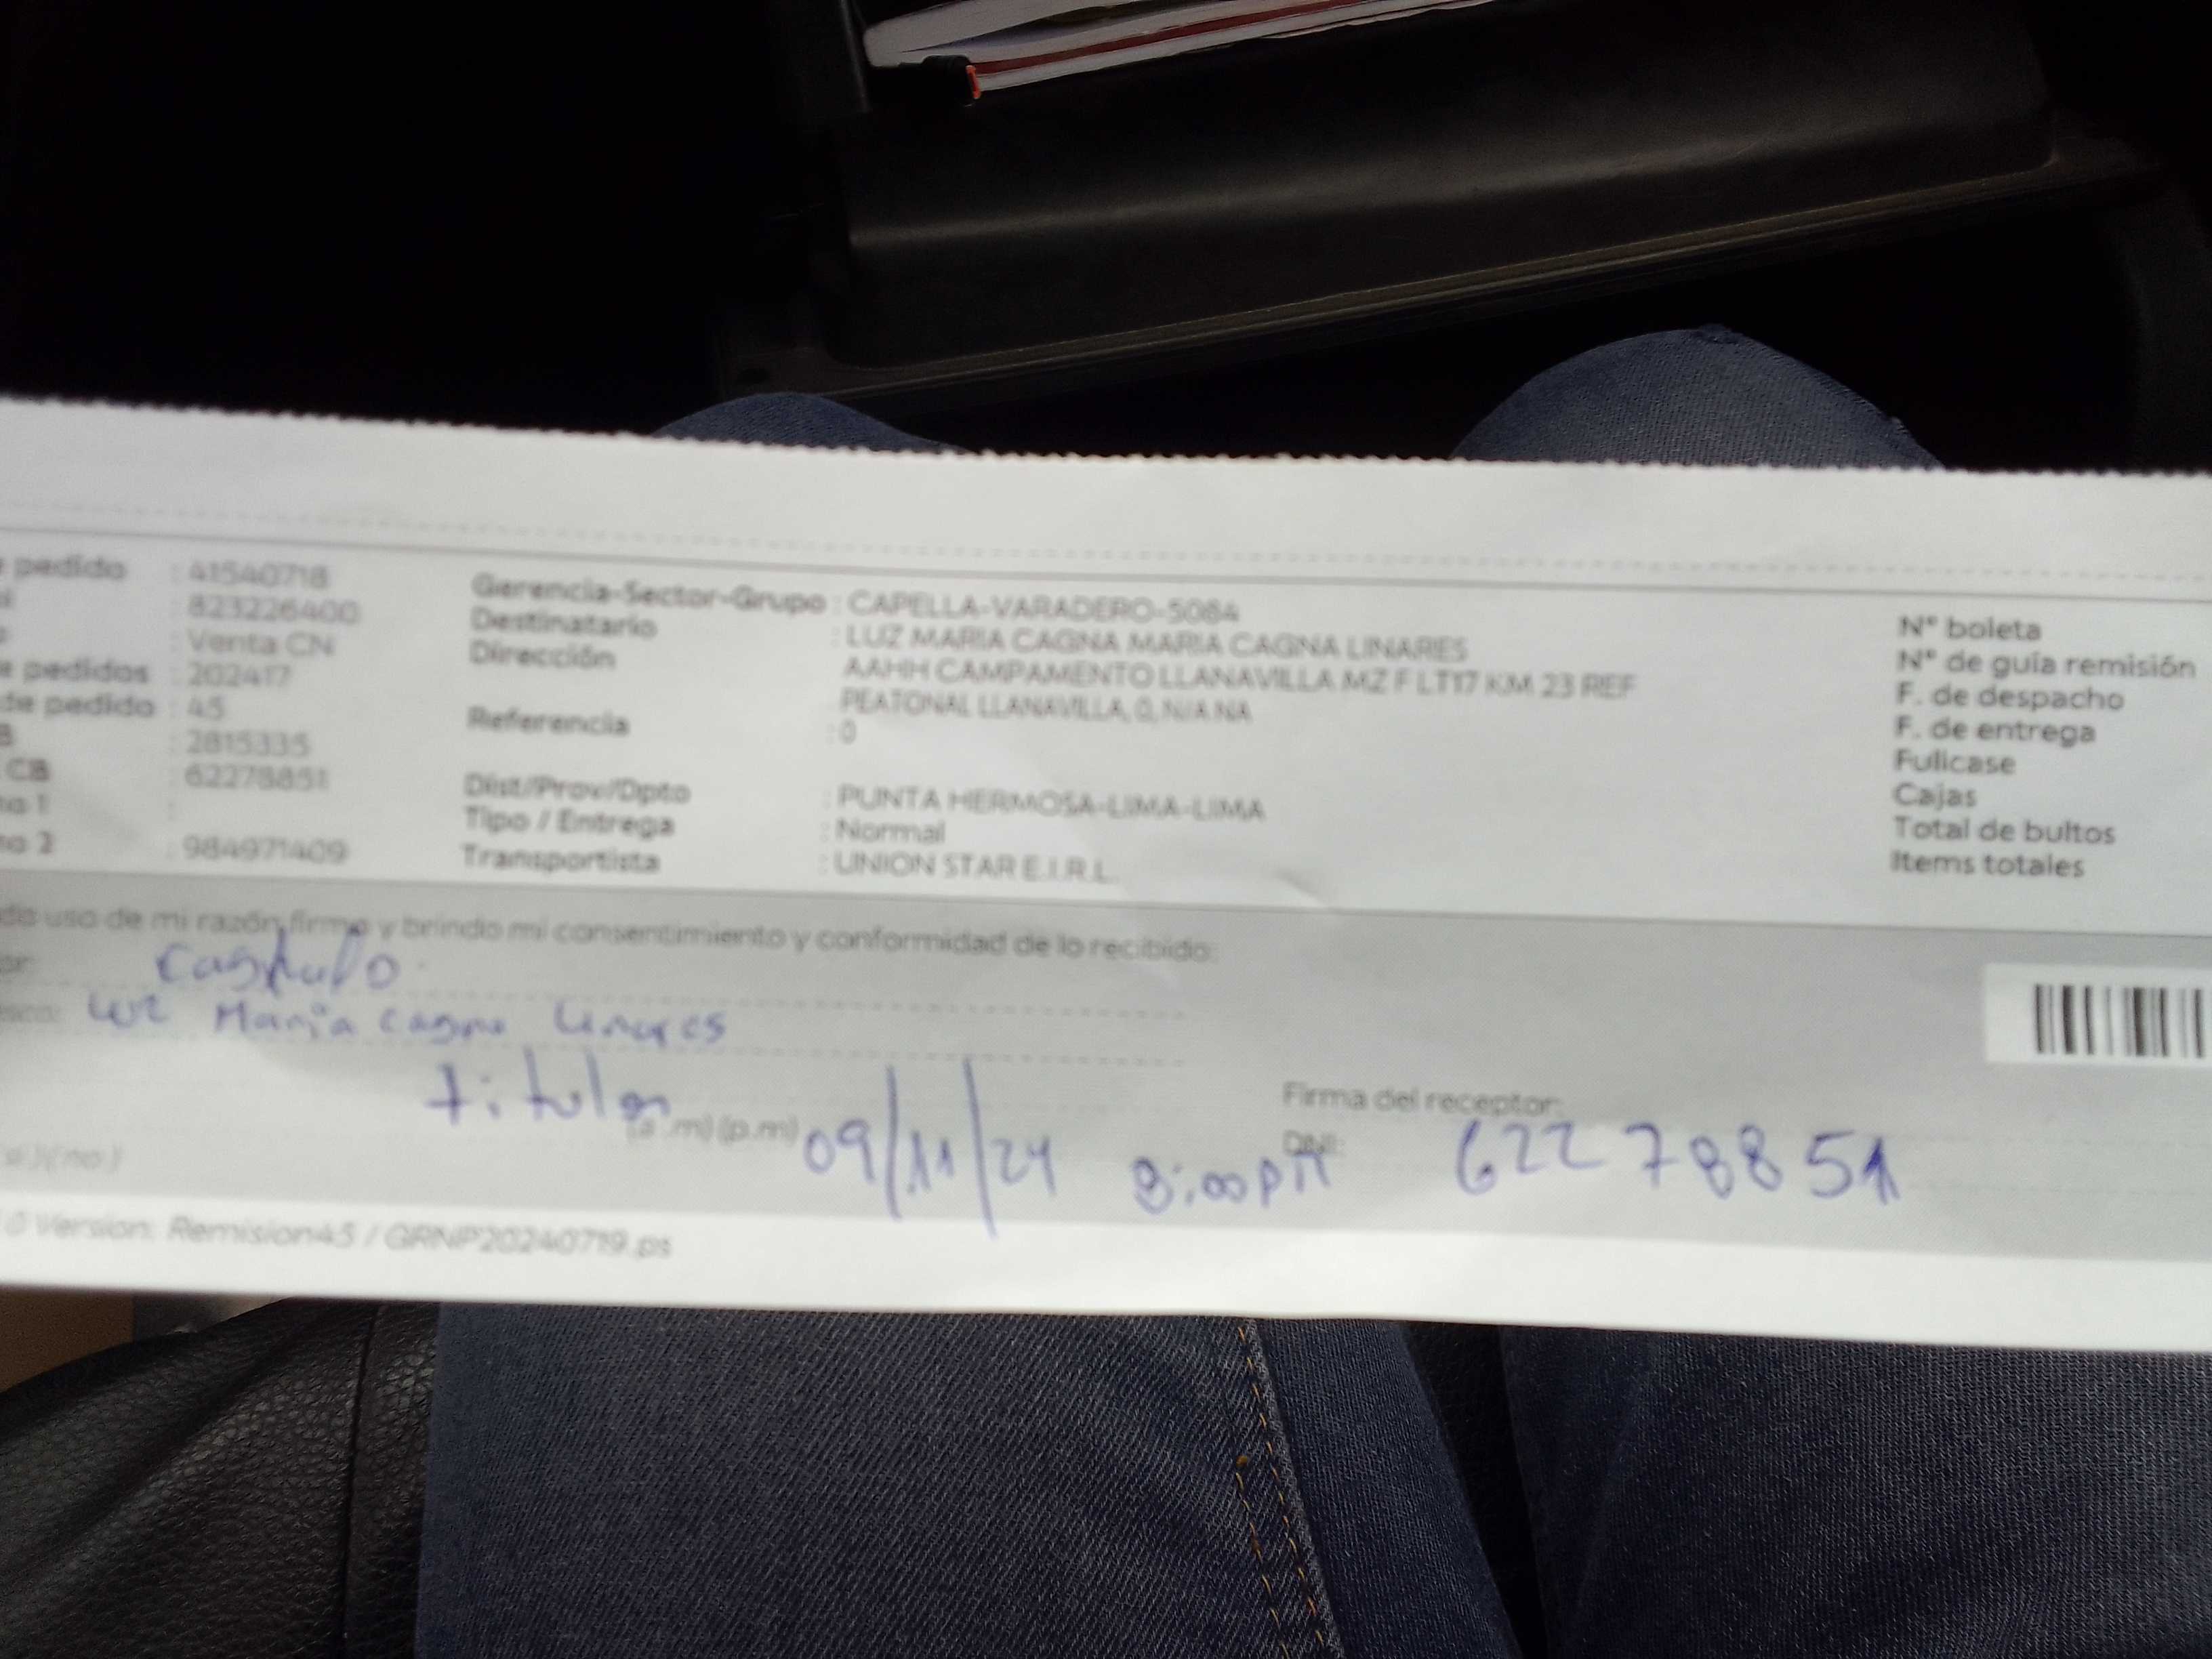 pedido : 41540718
: 823226400
: Venta CN
pedidos : 202417
de pedido : 45
: 2815335
CB : 62278851
1 :
2 : 984971409
Gerencia-Sector-Grupo : CAPELLA-VARADERO-5084
Destinatario : LUZ MARIA CAGNA MARIA CAGNA LINARES
Dirección AAHH CAMPAMENTO LLANAVILLA MZ F LT17 KM 23 REF
PEATONAL LLANAVILLA, 0, N/A NA
Referencia : 0
Dist/Prov/Dpto : PUNTA HERMOSA-LIMA-LIMA
Tipo / Entrega : Normal
Transportista : UNION STAR E.I.R.L.
N° boleta
N° de guía remisión
F. de despacho
F. de entrega
Fullcase
Cajas
Total de bultos
Items totales
uso de mi razón firmo y brindo mi consentimiento y conformidad de lo recibido:
Luz Maria Cagna Linares
titular (a.m) (p.m) 09/11/24 3:00 PM
Firma del receptor:
DNI: 62278851
(no)
0 Version: Remision45 / GRNP20240719.ps